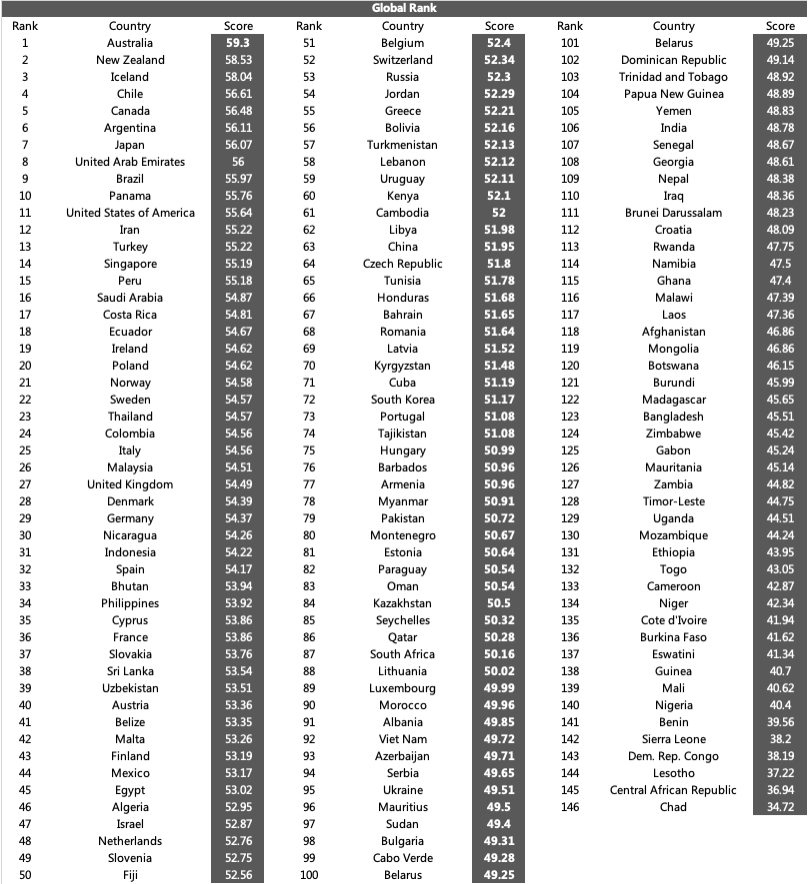 Global Rank
Rank Country Score Rank Country Score Rank Country Score
1 Australia 59.3 51 Belgium 52.4 101 Belarus 49.25
2 New Zealand 58.53 52 Switzerland 52.34 102 Dominican Republic 49.14
3 Iceland 58.04 53 Russia 52.3 103 Trinidad and Tobago 48.92
4 Chile 56.61 54 Jordan 52.29 104 Papua New Guinea 48.89
5 Canada 56.48 55 Greece 52.21 105 Yemen 48.83
6 Argentina 56.11 56 Bolivia 52.16 106 India 48.78
7 Japan 56.07 57 Turkmenistan 52.13 107 Senegal 48.67
8 United Arab Emirates 56 58 Lebanon 52.12 108 Georgia 48.61
9 Brazil 55.97 59 Uruguay 52.11 109 Nepal 48.38
10 Panama 55.76 60 Kenya 52.1 110 Iraq 48.36
11 United States of America 55.64 61 Cambodia 52 111 Brunei Darussalam 48.23
12 Iran 55.22 62 Libya 51.98 112 Croatia 48.09
13 Turkey 55.22 63 China 51.95 113 Rwanda 47.75
14 Singapore 55.19 64 Czech Republic 51.8 114 Namibia 47.5
15 Peru 55.18 65 Tunisia 51.78 115 Ghana 47.4
16 Saudi Arabia 54.87 66 Honduras 51.68 116 Malawi 47.39
17 Costa Rica 54.81 67 Bahrain 51.65 117 Laos 47.36
18 Ecuador 54.67 68 Romania 51.64 118 Afghanistan 46.86
19 Ireland 54.62 69 Latvia 51.52 119 Mongolia 46.86
20 Poland 54.62 70 Kyrgyzstan 51.48 120 Botswana 46.15
21 Norway 54.58 71 Cuba 51.19 121 Burundi 45.99
22 Sweden 54.57 72 South Korea 51.17 122 Madagascar 45.65
23 Thailand 54.57 73 Portugal 51.08 123 Bangladesh 45.51
24 Colombia 54.56 74 Tajikistan 51.08 124 Zimbabwe 45.42
25 Italy 54.56 75 Hungary 50.99 125 Gabon 45.24
26 Malaysia 54.51 76 Barbados 50.96 126 Mauritania 45.14
27 United Kingdom 54.49 77 Armenia 50.96 127 Zambia 44.82
28 Denmark 54.39 78 Myanmar 50.91 128 Timor-Leste 44.75
29 Germany 54.37 79 Pakistan 50.72 129 Uganda 44.51
30 Nicaragua 54.26 80 Montenegro 50.67 130 Mozambique 44.24
31 Indonesia 54.22 81 Estonia 50.64 131 Ethiopia 43.95
32 Spain 54.17 82 Paraguay 50.54 132 Togo 43.05
33 Bhutan 53.94 83 Oman 50.54 133 Cameroon 42.87
34 Philippines 53.92 84 Kazakhstan 50.5 134 Niger 42.34
35 Cyprus 53.86 85 Seychelles 50.32 135 Cote d'Ivoire 41.94
36 France 53.86 86 Qatar 50.28 136 Burkina Faso 41.62
37 Slovakia 53.76 87 South Africa 50.16 137 Eswatini 41.34
38 Sri Lanka 53.54 88 Lithuania 50.02 138 Guinea 40.7
39 Uzbekistan 53.51 89 Luxembourg 49.99 139 Mali 40.62
40 Austria 53.36 90 Morocco 49.96 140 Nigeria 40.4
41 Belize 53.35 91 Albania 49.85 141 Benin 39.56
42 Malta 53.26 92 Viet Nam 49.72 142 Sierra Leone 38.2
43 Finland 53.19 93 Azerbaijan 49.71 143 Dem. Rep. Congo 38.19
44 Mexico 53.17 94 Serbia 49.65 144 Lesotho 37.22
45 Egypt 53.02 95 Ukraine 49.51 145 Central African Republic 36.94
46 Algeria 52.95 96 Mauritius 49.5 146 Chad 34.72
47 Israel 52.87 97 Sudan 49.4
48 Netherlands 52.76 98 Bulgaria 49.31
49 Slovenia 52.75 99 Cabo Verde 49.28
50 Fiji 52.56 100 Belarus 49.25